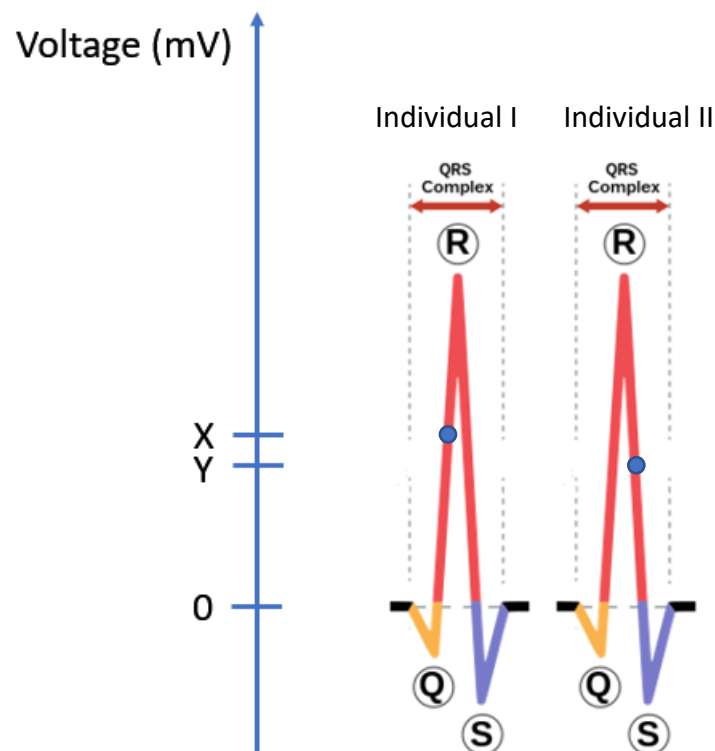 Voltage (mV)
Individual I
Individual II
QRS
Complex
QRS
Complex
R
R
X
Y
0
Q
Q
S
S